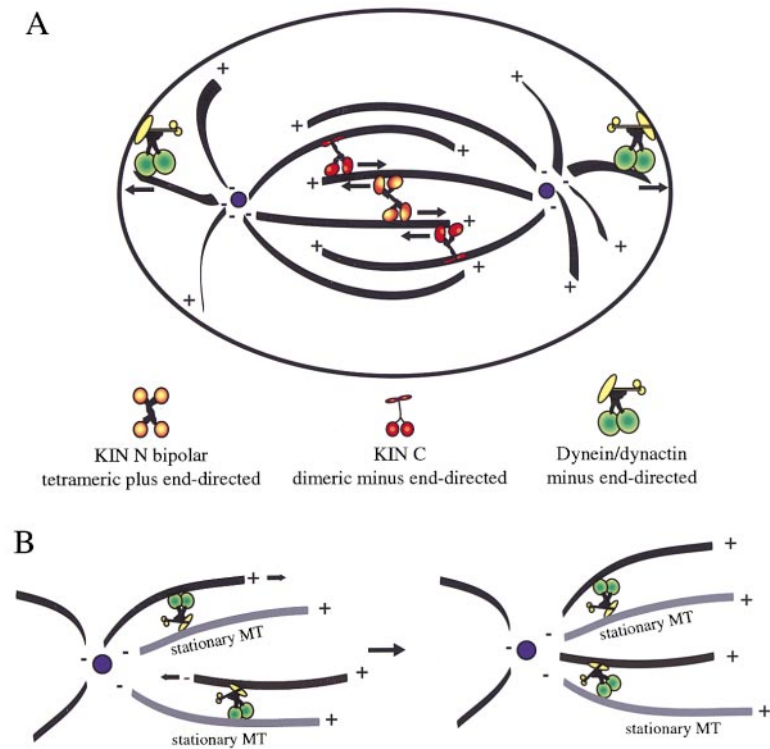 A
+ + + + + +
- - - - - - - -
+ + + + + +
KIN N bipolar
tetrameric plus end-directed
KIN C
dimeric minus end-directed
Dynein/dynactin
minus end-directed
B
+
+
stationary MT
-
-
-
+
+
stationary MT
+
+
stationary MT
-
-
-
+
+
stationary MT